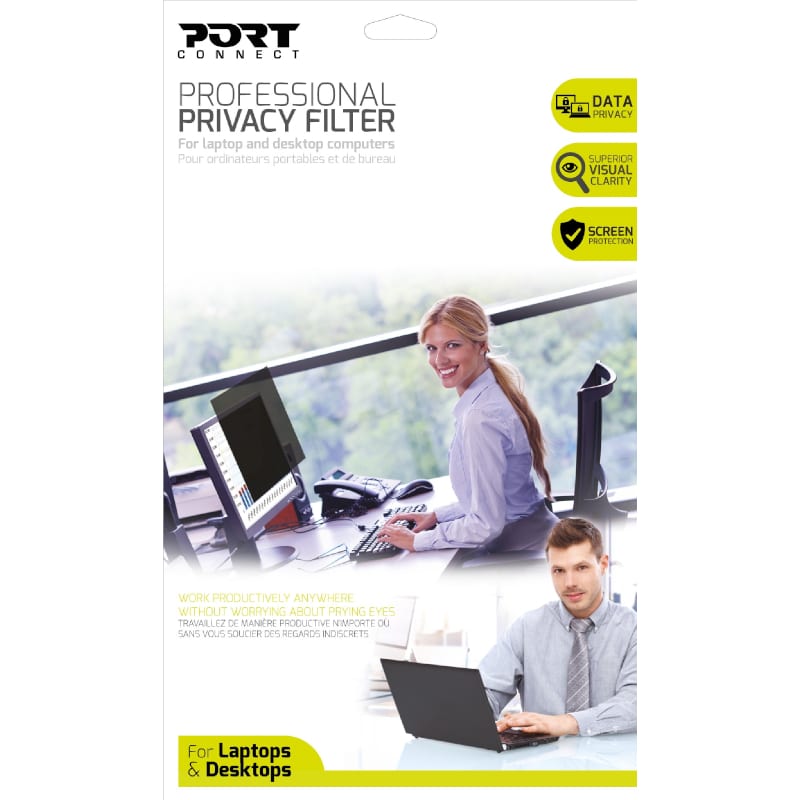 PORT
CONNECT
PROFESSIONAL
PRIVACY FILTER
For laptop and desktop computers
Pour ordinateurs portables et de bureau
DATA
PRIVACY
SUPERIOR
VISUAL
CLARITY
SCREEN
PROTECTION
WORK PRODUCTIVELY ANYWHERE
WITHOUT WORRYING ABOUT PRYING EYES
TRAVAILLEZ DE MANIÈRE PRODUCTIVE N'IMPORTE OÙ
SANS VOUS SOUCIER DES REGARDS INDISCRETS
For Laptops
& Desktops